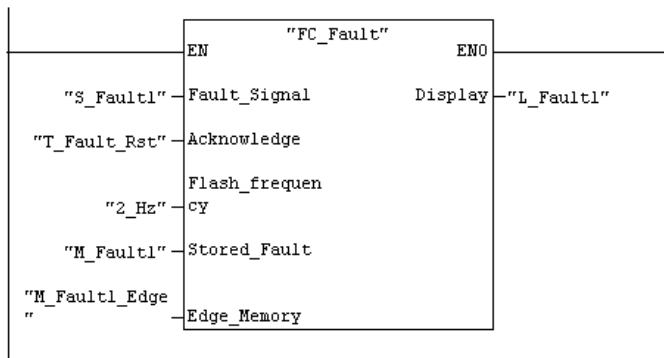 "FC_Fault"
EN ENO
"S_Fault1" Fault_Signal Display "L_Fault1"
"T_Fault_Rst" Acknowledge
Flash_frequen
"2_Hz" cy
"M_Fault1" Stored_Fault
"M_Fault1_Edge
" Edge_Memory